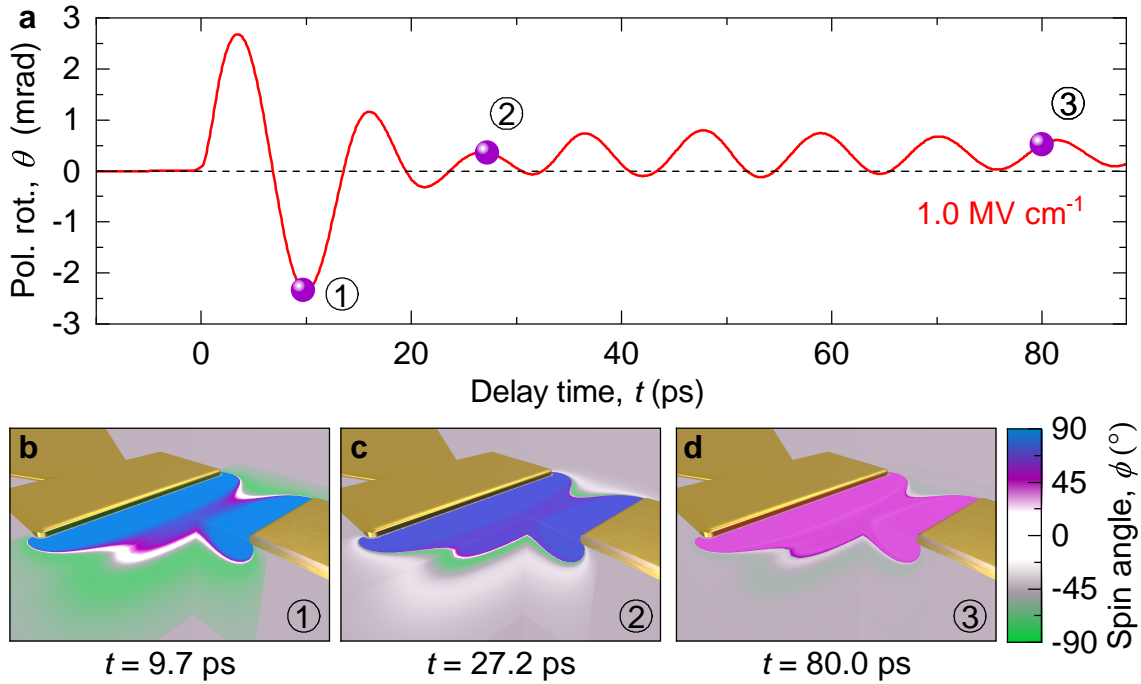 a
3
2
1
0
-1
-2
-3
Pol. rot., θ (mrad)
①
②
③
1.0 MV cm⁻¹
0 20 40 60 80
Delay time, t (ps)
b ①
c ②
d ③
t = 9.7 ps
t = 27.2 ps
t = 80.0 ps
90
45
0
-45
-90
Spin angle, ϕ (°)